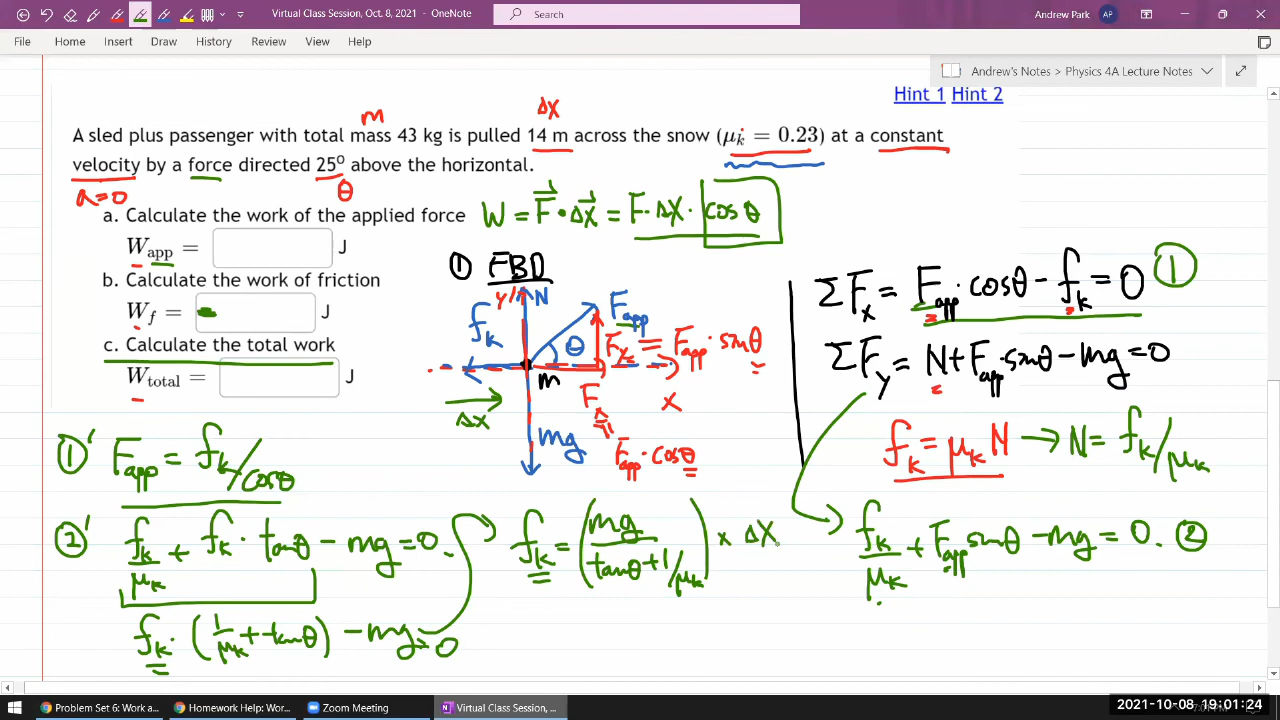 Virtual Class Session, Oct. 8, 2021 - OneNote
Search
Andrew Park
AP
File
Home
Insert
Draw
History
Review
View
Help
Andrew's Notes > Physics 4A Lecture Notes
Hint 1 Hint 2
m
ΔX
A sled plus passenger with total mass 43 kg is pulled 14 m across the snow (μk = 0.23) at a constant
velocity by a force directed 25º above the horizontal.
a=0
θ
a. Calculate the work of the applied force
W = F • ΔX = F· ΔX · cos θ
Wapp = J
b. Calculate the work of friction
Wf = - J
c. Calculate the total work
Wtotal = J
① FBD
Y
N
fk
Fapp
θ
= Fapp · sinθ
m
X
ΔX
mg
Fapp · cosθ
ΣFx = Fapp · cosθ - fk = 0 ①
ΣFy = N + Fapp · sinθ - mg = 0
fk = μk N → N = fk/μk
fk/μk + Fapp sinθ - mg = 0. ②
①' Fapp = fk/cosθ
②' fk/μk + fk · tanθ - mg = 0.
fk · (1/μk + tanθ) - mg = 0
fk = (mg/tanθ + 1/μk) × ΔX
Problem Set 6: Work a...
Homework Help: Wor...
Zoom Meeting
Virtual Class Session,...
2021-10-08 19:01:24